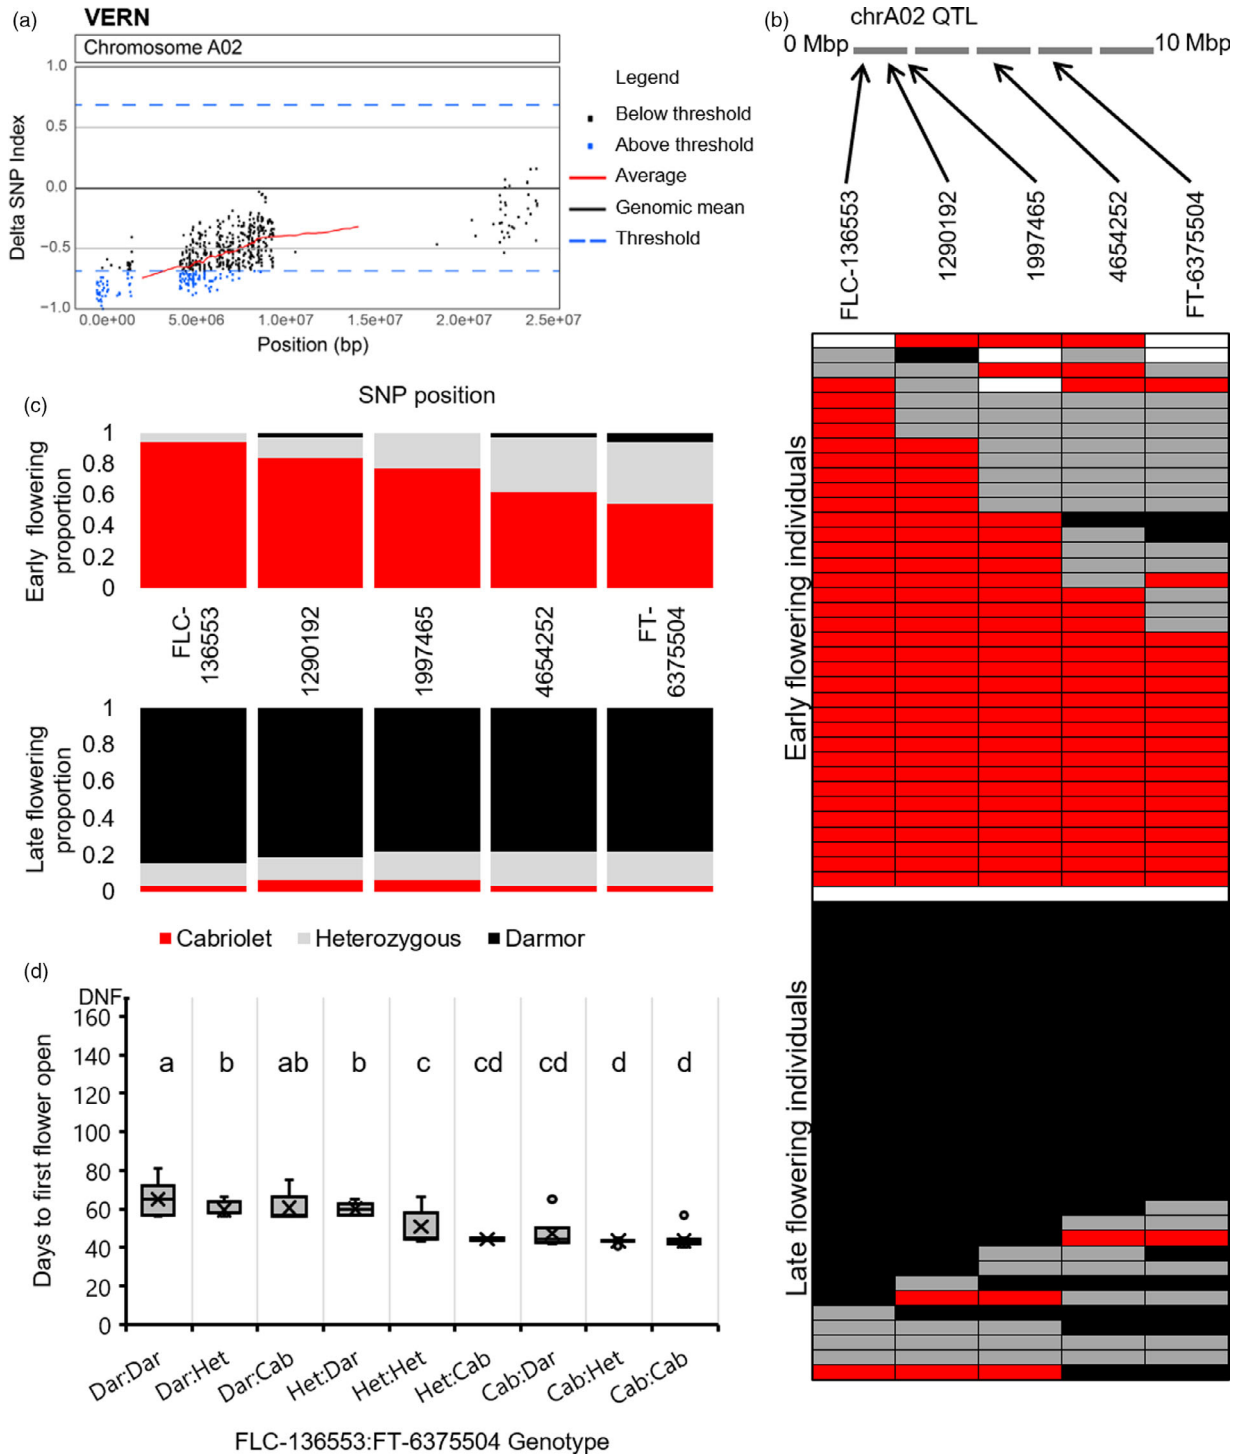 (a)
VERN
Chromosome A02
1.0
0.5
0.0
−0.5
−1.0
Delta SNP Index
0.0e+00 5.0e+06 1.0e+07 1.5e+07 2.0e+07 2.5e+07
Position (bp)
Legend
Below threshold
Above threshold
Average
Genomic mean
Threshold
(b)
chrA02 QTL
0 Mbp
10 Mbp
FLC-136553
1290192
1997465
4654252
FT-6375504
Early flowering individuals
Late flowering individuals
(c)
SNP position
Early flowering
proportion
1
0.8
0.6
0.4
0.2
0
FLC-
136553
1290192
1997465
4654252
FT-
6375504
Late flowering
proportion
1
0.8
0.6
0.4
0.2
0
Cabriolet Heterozygous Darmor
(d)
DNF
160
140
120
100
80
60
40
20
0
Days to first flower open
a b ab b c cd cd d d
Dar:Dar Dar:Het Dar:Cab Het:Dar Het:Het Het:Cab Cab:Dar Cab:Het Cab:Cab
FLC-136553:FT-6375504 Genotype